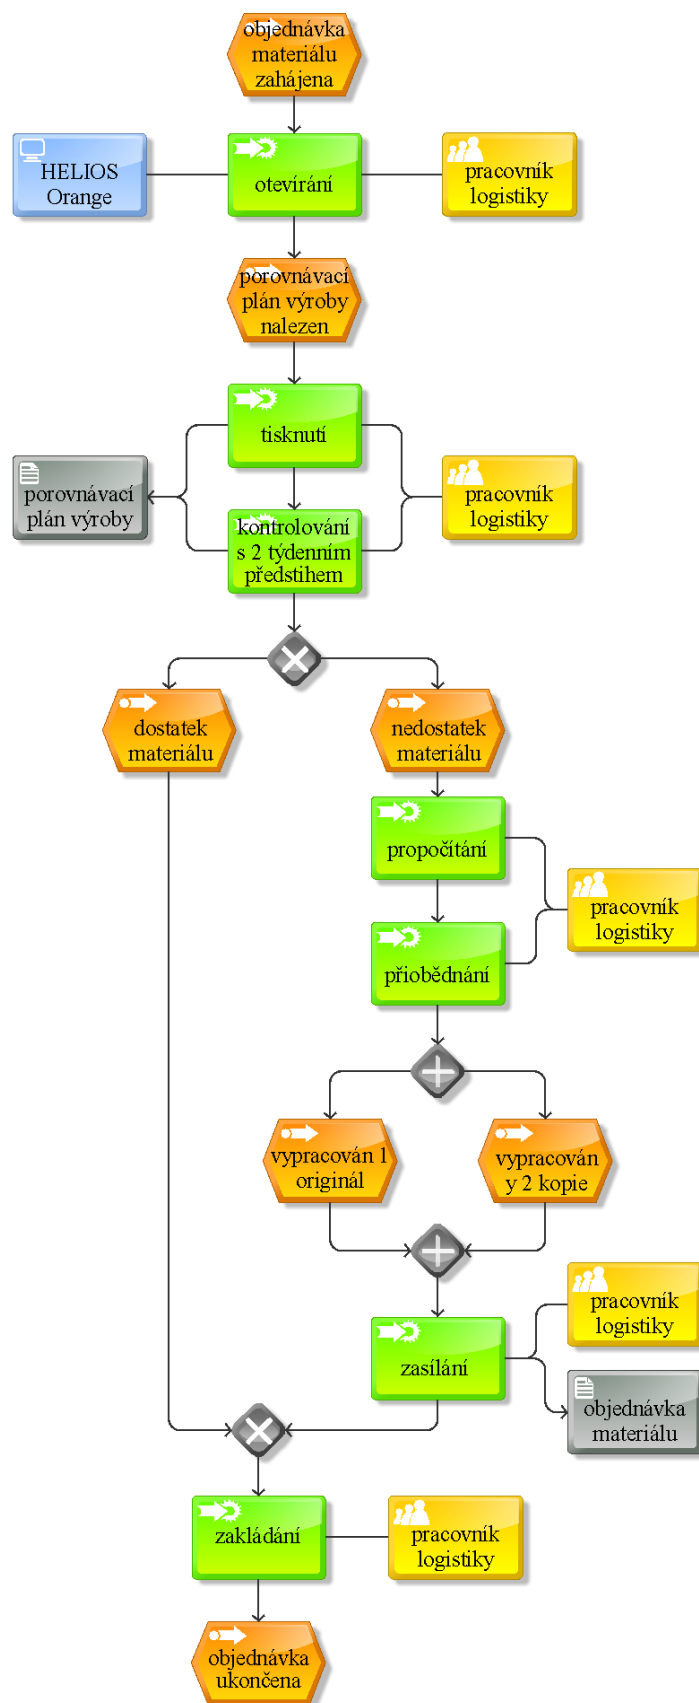 objednávka
materiálu
zahájena
HELIOS
Orange
otevírání
pracovník
logistiky
porovnávací
plán výroby
nalezen
tisknutí
porovnávací
plán výroby
pracovník
logistiky
kontrolování
s 2 týdenním
předstihem
dostatek
materiálu
nedostatek
materiálu
propočítání
pracovník
logistiky
přiobědnání
vypracován 1
originál
vypracován
y 2 kopie
pracovník
logistiky
zasílání
objednávka
materiálu
zakládání
pracovník
logistiky
objednávka
ukončena